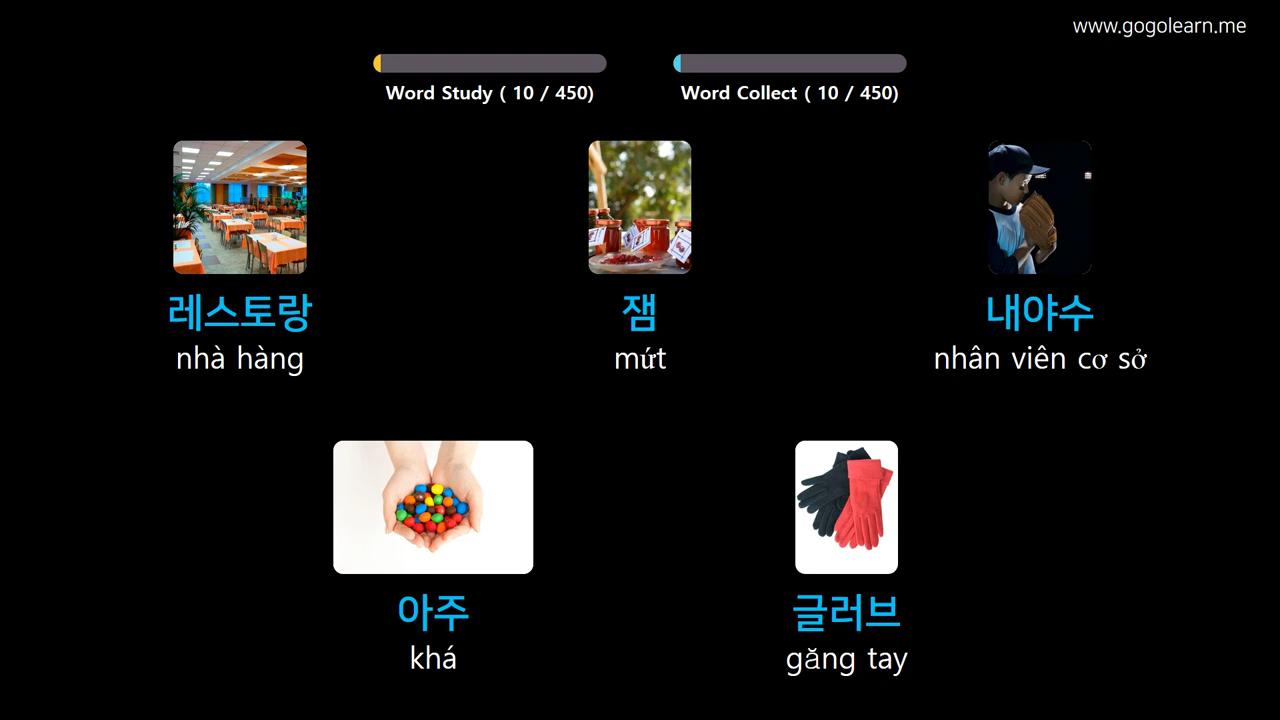 www.gogolearn.me
Word Study ( 10 / 450)
Word Collect ( 10 / 450)
레스토랑
nhà hàng
잼
mứt
내야수
nhân viên cơ sở
아주
khá
글러브
găng tay